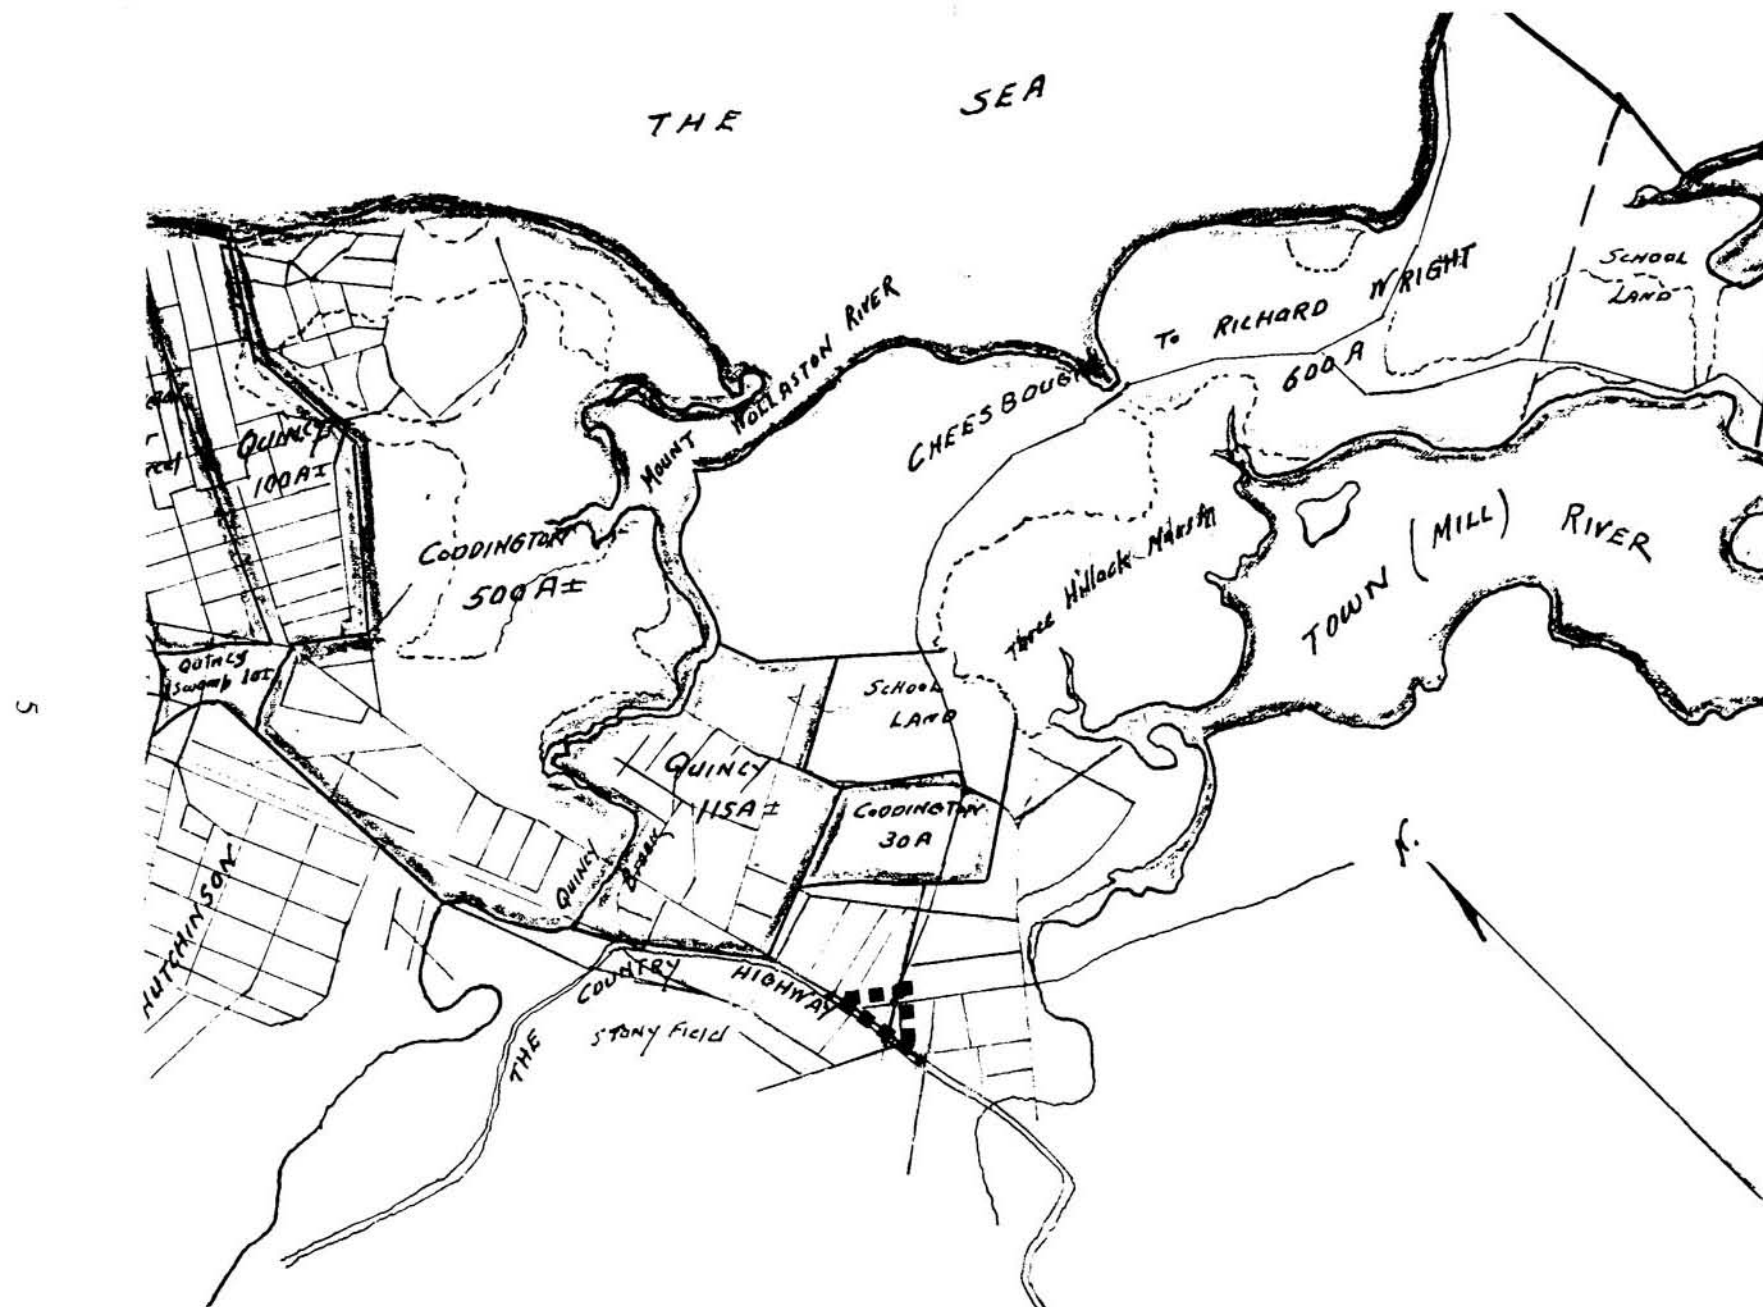 THE SEA
SCHOOL
LAND
To RICHARD WRIGHT
600 A
MOUNT WOLLASTON RIVER
CHEESBOUGH
QUINCY
100 A±
CODDINGTON
500 A±
Three Hillock Marsh
TOWN (MILL) RIVER
QUINCY
Swamp
SCHOOL
LAND
5
QUINCY
115 A±
CODDINGTON
30 A
QUINCY
BROOK
N.
HUTCHINSON
THE COUNTRY HIGHWAY
STONY FIELD